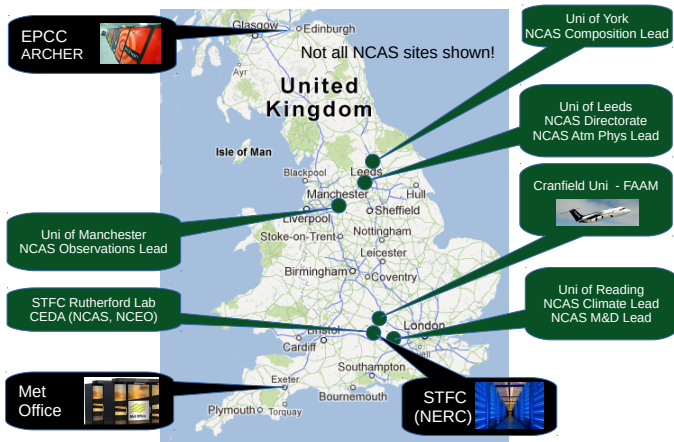 EPCC
ARCHER
Glasgow
Edinburgh
Not all NCAS sites shown!
Uni of York
NCAS Composition Lead
Ayr
United
Kingdom
Uni of Leeds
NCAS Directorate
NCAS Atm Phys Lead
Isle of Man
Blackpool
Leeds
Cranfield Uni - FAAM
Manchester
Hull
Liverpool
Sheffield
Uni of Manchester
NCAS Observations Lead
Stoke-on-Trent
Nottingham
Leicester
Birmingham
Coventry
STFC Rutherford Lab
CEDA (NCAS, NCEO)
Uni of Reading
NCAS Climate Lead
NCAS M&D Lead
Bristol
London
Cardiff
Southampton
Met
Office
Met Office
Exeter
Bournemouth
Plymouth
Torquay
STFC
(NERC)